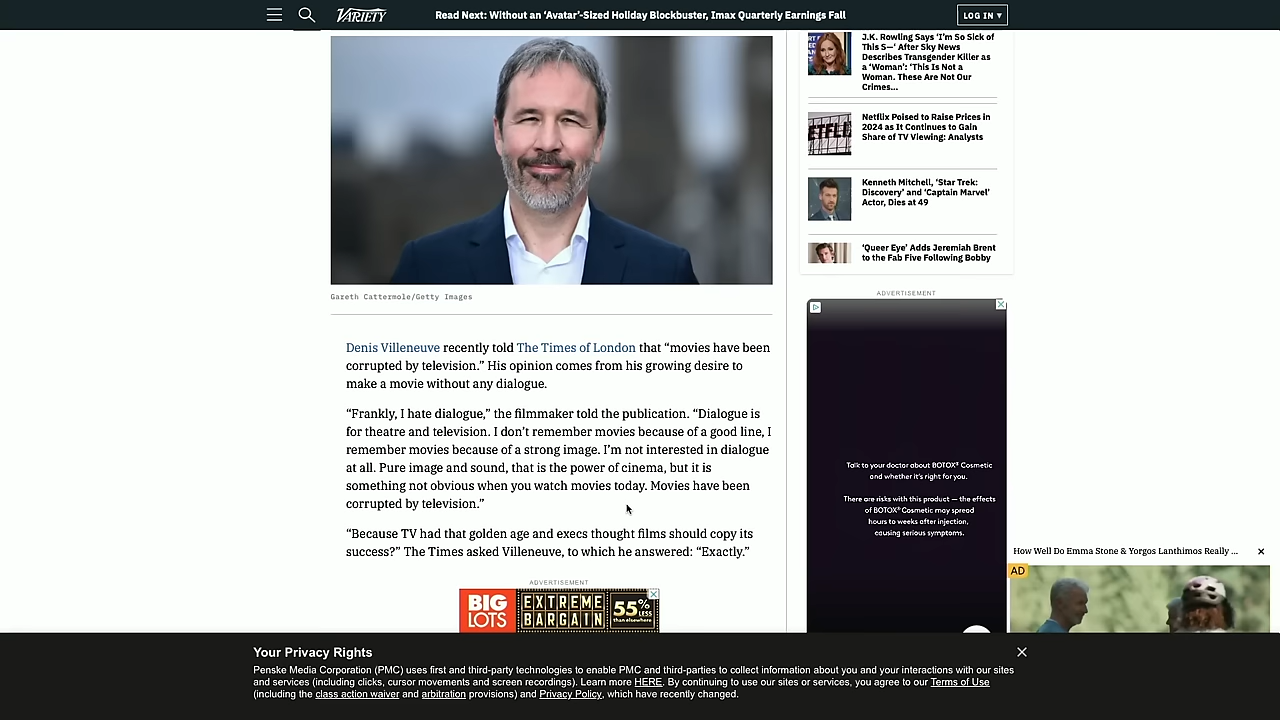 VARIETY
Read Next: Without an ‘Avatar’-Sized Holiday Blockbuster, Imax Quarterly Earnings Fall
LOG IN ▾
J.K. Rowling Says ‘I’m So Sick of
This S—‘ After Sky News
Describes Transgender Killer as
a ‘Woman’: ‘This Is Not a
Woman. These Are Not Our
Crimes...
Netflix Poised to Raise Prices in
2024 as It Continues to Gain
Share of TV Viewing: Analysts
Kenneth Mitchell, ‘Star Trek:
Discovery’ and ‘Captain Marvel’
Actor, Dies at 49
‘Queer Eye’ Adds Jeremiah Brent
to the Fab Five Following Bobby
Gareth Cattermole/Getty Images
Denis Villeneuve recently told The Times of London that “movies have been
corrupted by television.” His opinion comes from his growing desire to
make a movie without any dialogue.
“Frankly, I hate dialogue,” the filmmaker told the publication. “Dialogue is
for theatre and television. I don’t remember movies because of a good line, I
remember movies because of a strong image. I’m not interested in dialogue
at all. Pure image and sound, that is the power of cinema, but it is
something not obvious when you watch movies today. Movies have been
corrupted by television.”
“Because TV had that golden age and execs thought films should copy its
success?” The Times asked Villeneuve, to which he answered: “Exactly.”
ADVERTISEMENT
BIG
LOTS
EXTREME
BARGAIN
55% LESS
than elsewhere
ADVERTISEMENT
Talk to your doctor about BOTOX® Cosmetic
and whether it’s right for you.
There are risks with this product — the effects
of BOTOX® Cosmetic may spread
hours to weeks after injection,
causing serious symptoms.
How Well Do Emma Stone & Yorgos Lanthimos Really ...
AD
Your Privacy Rights
Penske Media Corporation (PMC) uses first and third-party technologies to enable PMC and third-parties to collect information about you and your interactions with our sites
and services (including clicks, cursor movements and screen recordings). Learn more HERE. By continuing to use our sites or services, you agree to our Terms of Use
(including the class action waiver and arbitration provisions) and Privacy Policy, which have recently changed.